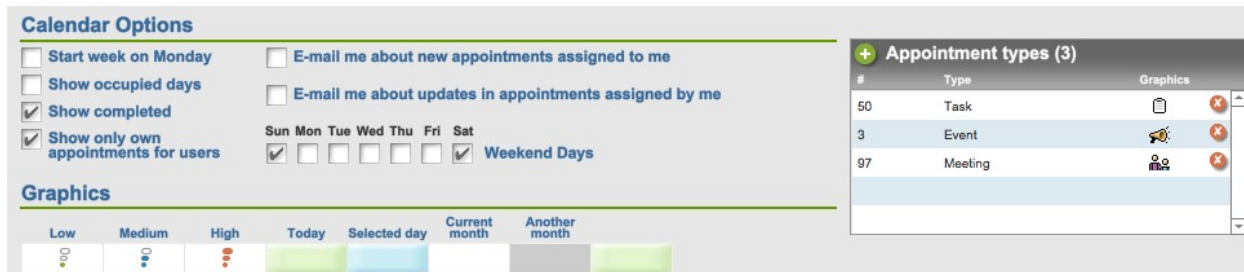 Calendar Options
Start week on Monday
Show occupied days
Show completed
Show only own
appointments for users
E-mail me about new appointments assigned to me
E-mail me about updates in appointments assigned by me
Sun Mon Tue Wed Thu Fri Sat
Weekend Days
Appointment types (3)
# Type Graphics
50 Task
3 Event
97 Meeting
Graphics
Low Medium High Today Selected day Current month Another month